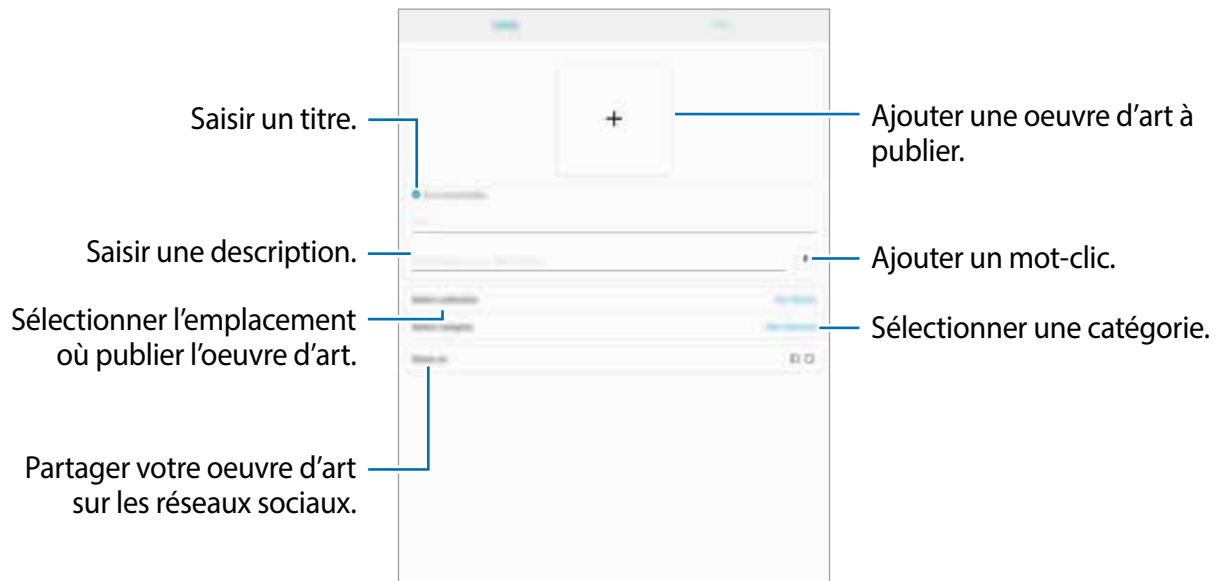 Saisir un titre.
Ajouter une oeuvre d'art à
publier.
Saisir une description.
Ajouter un mot-clic.
Sélectionner l'emplacement
où publier l'oeuvre d'art.
Sélectionner une catégorie.
Partager votre oeuvre d'art
sur les réseaux sociaux.